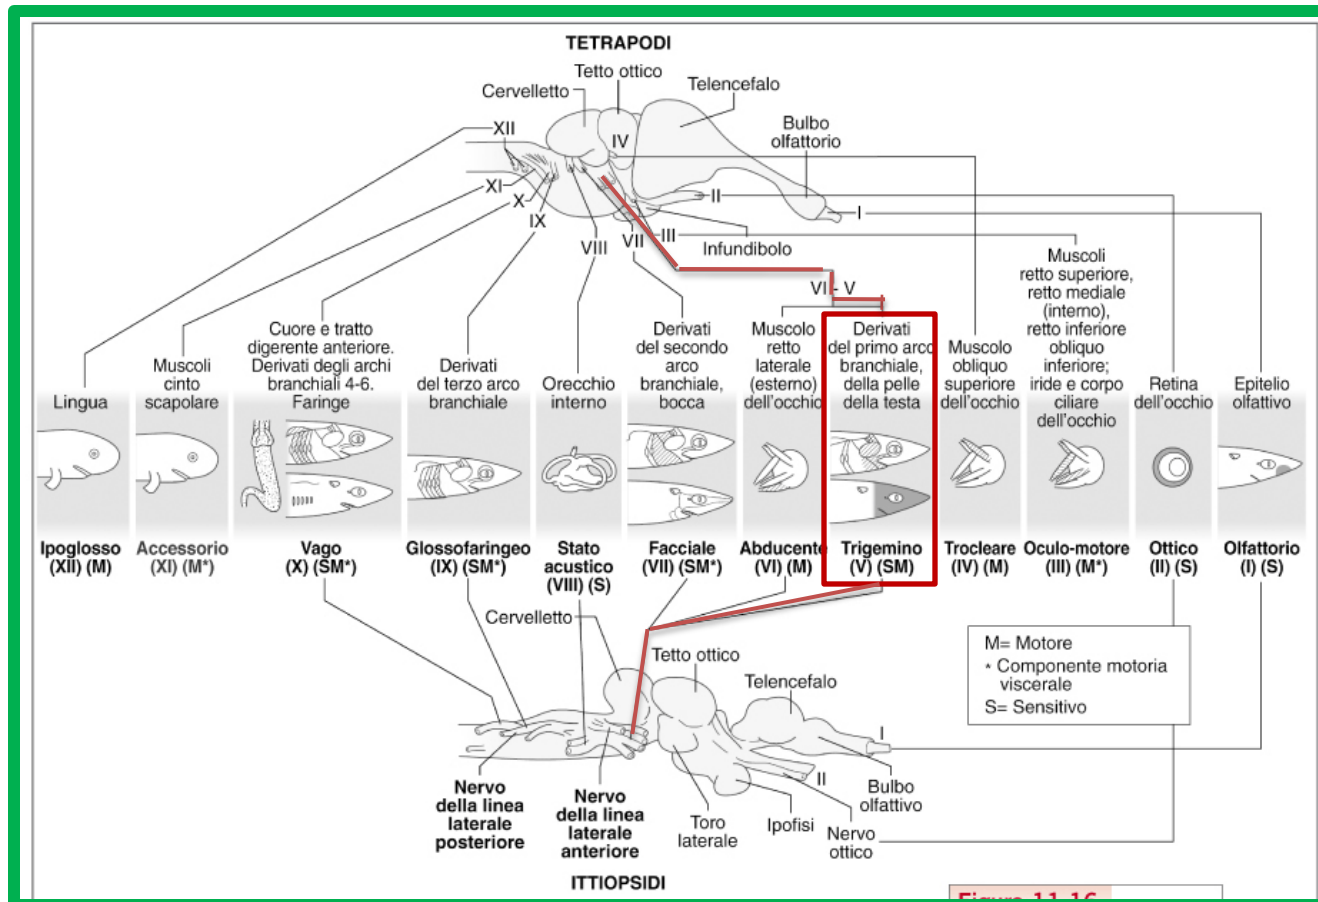 TETRAPODI
Tetto ottico
Cervelletto
Telencefalo
Bulbo
olfattorio
XII
IV
XI
X
IX
VIII
VII
III
II
I
Infundibolo
VI - V
Lingua
Muscoli
cinto
scapolare
Cuore e tratto
digerente anteriore.
Derivati degli archi
branchiali 4-6.
Faringe
Derivati
del terzo arco
branchiale
Orecchio
interno
Derivati
del secondo
arco
branchiale,
bocca
Muscolo
retto
laterale
(esterno)
dell'occhio
Derivati
del primo arco
branchiale,
della pelle
della testa
Muscolo
obliquo
superiore
dell'occhio
Muscoli
retto superiore,
retto mediale
(interno),
retto inferiore
obliquo
inferiore;
iride e corpo
ciliare
dell'occhio
Retina
dell'occhio
Epitelio
olfattivo
Ipoglosso
(XII) (M)
Accessorio
(XI) (M*)
Vago
(X) (SM*)
Glossofaringeo
(IX) (SM*)
Stato
acustico
(VIII) (S)
Facciale
(VII) (SM*)
Abducente
(VI) (M)
Trigemino
(V) (SM)
Trocleare
(IV) (M)
Oculo-motore
(III) (M*)
Ottico
(II) (S)
Olfattorio
(I) (S)
Cervelletto
Tetto ottico
Telencefalo
M= Motore
* Componente motoria
viscerale
S= Sensitivo
I
II
Bulbo
olfattivo
Nervo
ottico
Ipofisi
Toro
laterale
Nervo
della linea
laterale
anteriore
Nervo
della linea
laterale
posteriore
ITTIOPSIDI
Figura 11-16